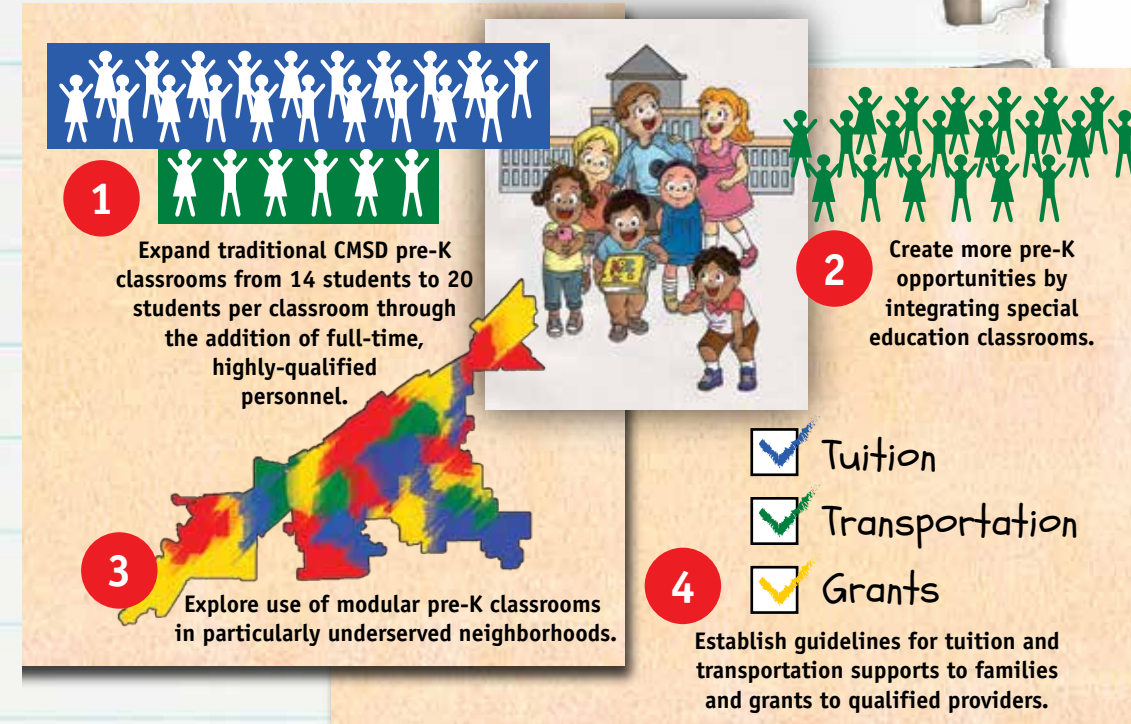 1
Expand traditional CMSD pre-K
classrooms from 14 students to 20
students per classroom through
the addition of full-time,
highly-qualified
personnel.
2
Create more pre-K
opportunities by
integrating special
education classrooms.
3
Explore use of modular pre-K classrooms
in particularly underserved neighborhoods.
4
Tuition
Transportation
Grants
Establish guidelines for tuition and
transportation supports to families
and grants to qualified providers.